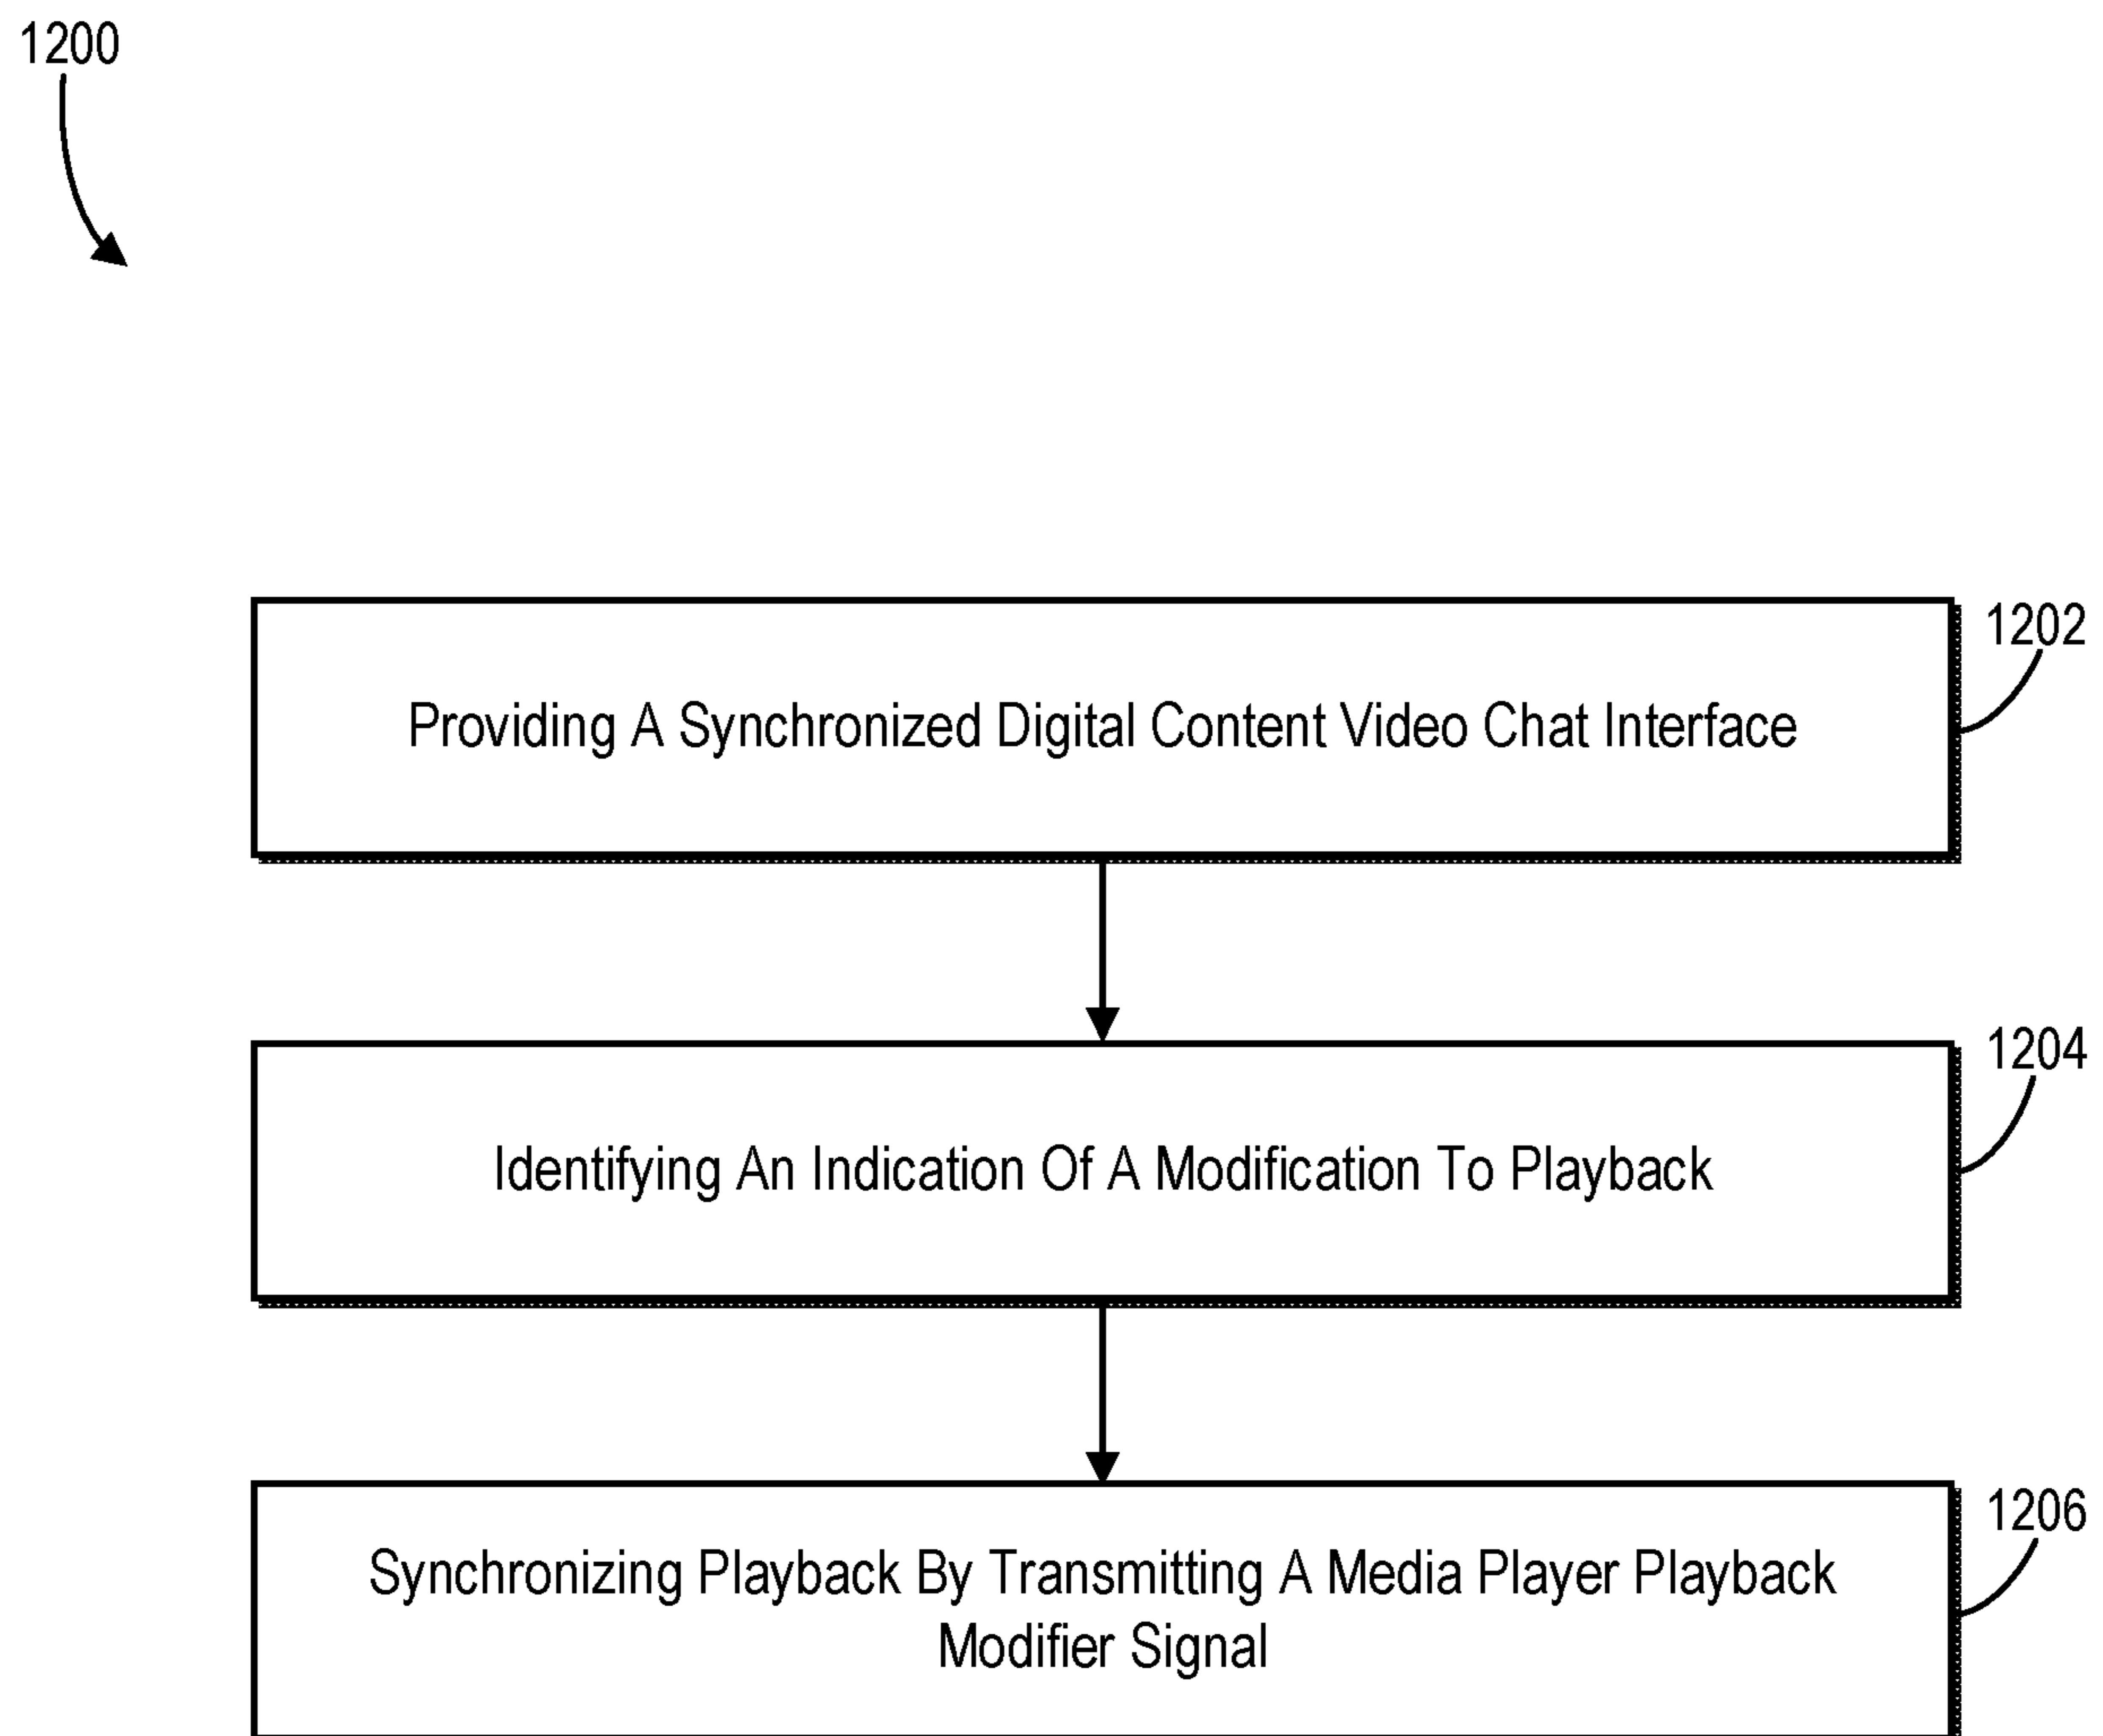 1200
1202
Providing A Synchronized Digital Content Video Chat Interface
1204
Identifying An Indication Of A Modification To Playback
1206
Synchronizing Playback By Transmitting A Media Player Playback
Modifier Signal